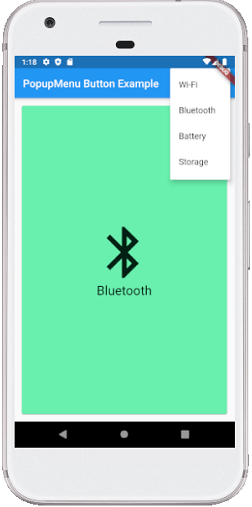 1:18
PopupMenu Button Example
Wi-Fi
Bluetooth
Battery
Storage
Bluetooth